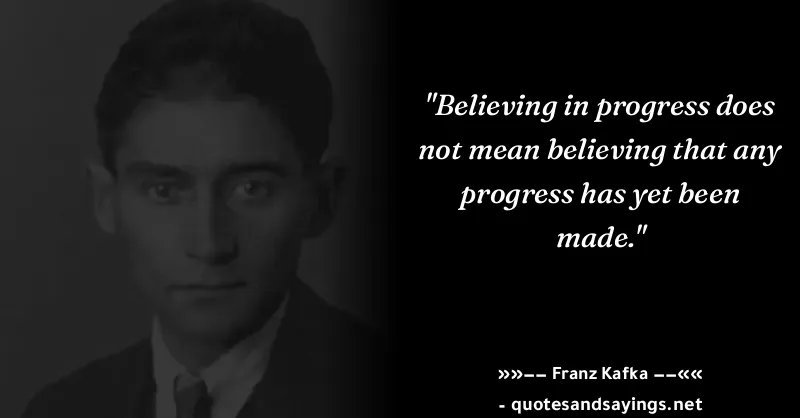 "Believing in progress does
not mean believing that any
progress has yet been
made."
»»–– Franz Kafka ––««
- quotesandsayings.net